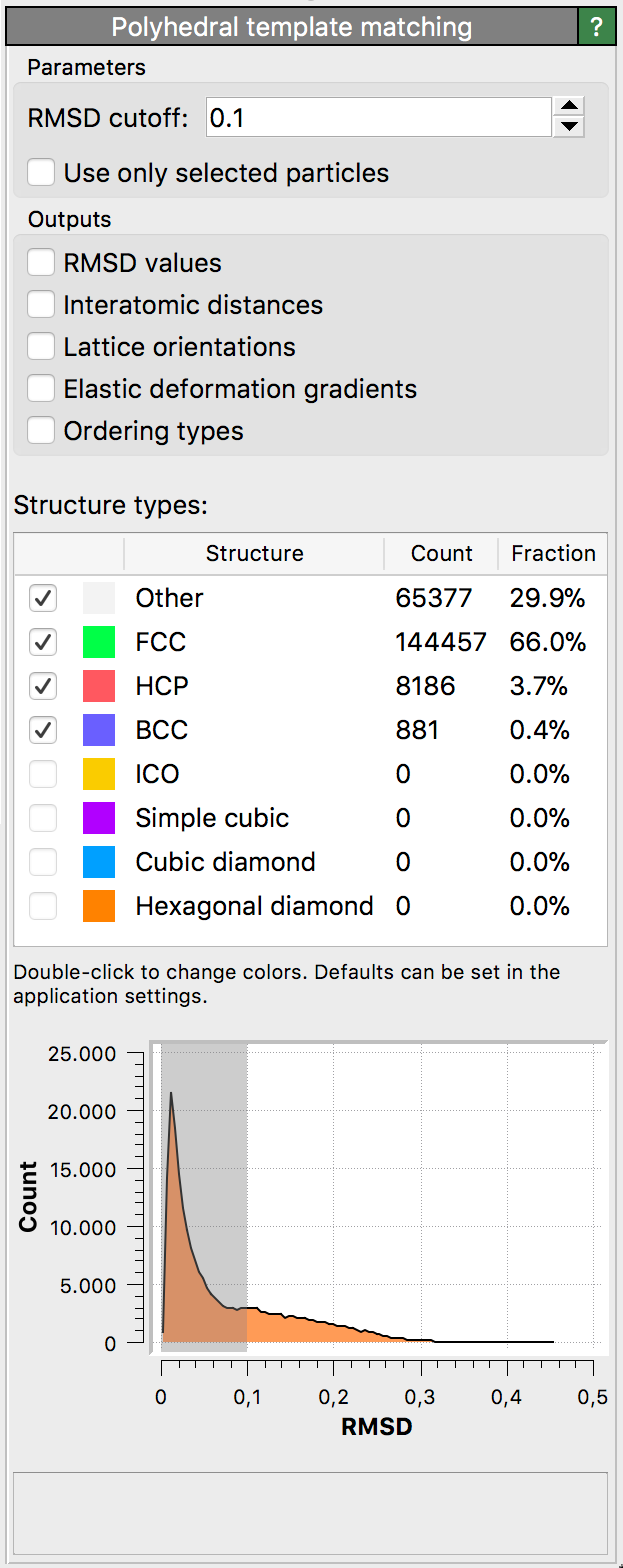 Polyhedral template matching ?
Parameters
RMSD cutoff: 0.1
Use only selected particles
Outputs
RMSD values
Interatomic distances
Lattice orientations
Elastic deformation gradients
Ordering types
Structure types:
Structure Count Fraction
Other 65377 29.9%
FCC 144457 66.0%
HCP 8186 3.7%
BCC 881 0.4%
ICO 0 0.0%
Simple cubic 0 0.0%
Cubic diamond 0 0.0%
Hexagonal diamond 0 0.0%
Double-click to change colors. Defaults can be set in the
application settings.
25.000
20.000
15.000
10.000
5.000
0
Count
0 0,1 0,2 0,3 0,4 0,5
RMSD